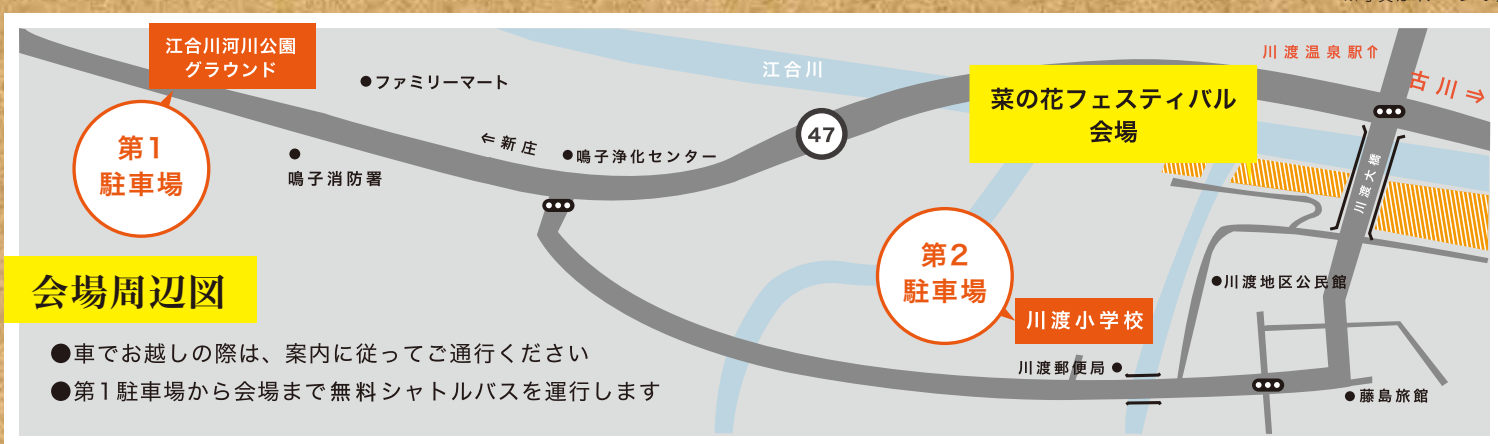 江合川河川公園
グラウンド
第1
駐車場
●ファミリーマート
●
鳴子消防署
⇐新庄
●鳴子浄化センター
江合川
47
菜の花フェスティバル
会場
川渡温泉駅⇑
古川⇒
川渡大橋
第2
駐車場
川渡小学校
●川渡地区公民館
川渡郵便局●
●藤島旅館
会場周辺図
●車でお越しの際は、案内に従ってご通行ください
●第1駐車場から会場まで無料シャトルバスを運行します